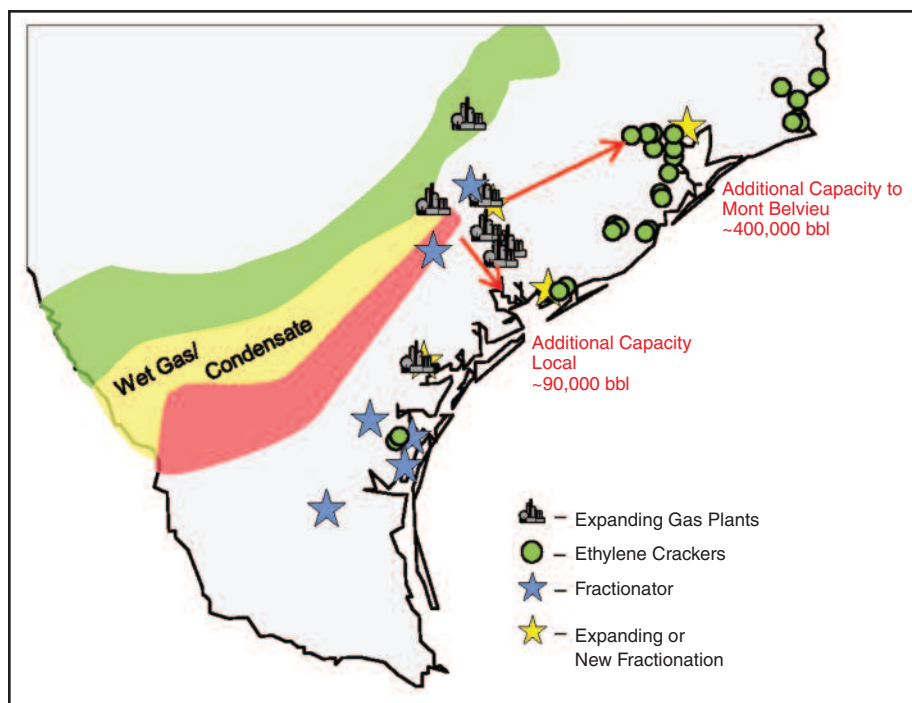 Additional Capacity to
Mont Belvieu
~400,000 bbl
Wet Gas/
Condensate
Additional Capacity
Local
~90,000 bbl
– Expanding Gas Plants
– Ethylene Crackers
– Fractionator
– Expanding or
New Fractionation